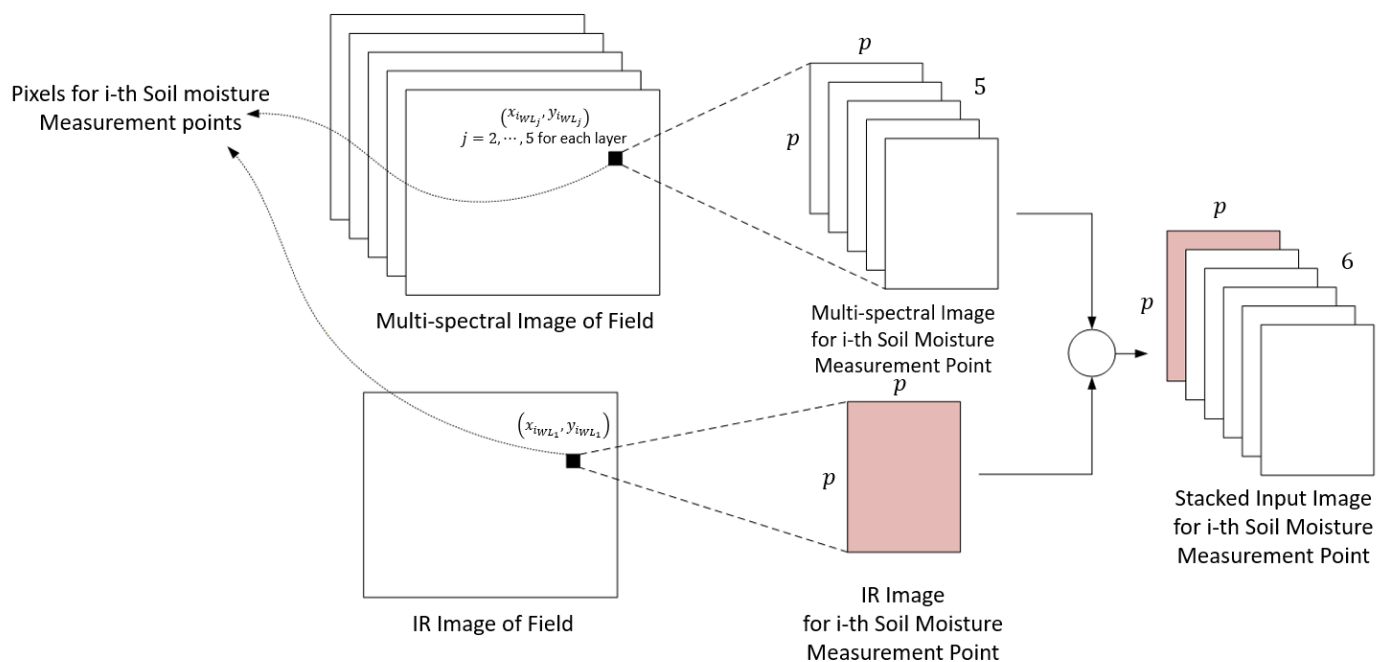 Pixels for i-th Soil moisture
Measurement points
(x_{i_{WL_j}}, y_{i_{WL_j}})
j = 2, ⋯, 5 for each layer
Multi-spectral Image of Field
p
p
5
Multi-spectral Image
for i-th Soil Moisture
Measurement Point
(x_{i_{WL_1}}, y_{i_{WL_1}})
IR Image of Field
p
p
IR Image
for i-th Soil Moisture
Measurement Point
p
p
6
Stacked Input Image
for i-th Soil Moisture
Measurement Point